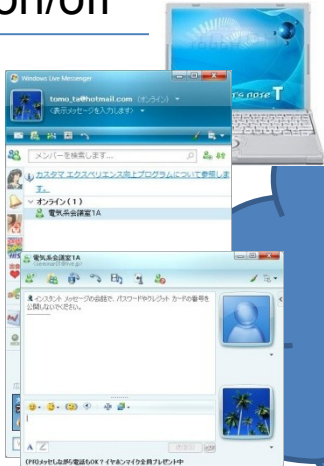 on/off
Windows Live Messenger
tomo_ta@hotmail.com (オンライン)
<表示メッセージを入力します>
メンバーを検索します...
カスタマ エクスペリエンス向上プログラムについて参照しま
す。
オンライン(1)
電気系会議室1A
電気系会議室1A
インスタント メッセージの会話で、パスワードやクレジット カードの番号を
公開しないでください。
(PR)メッセしながら電話もOK？イヤホンマイク全員プレゼント中